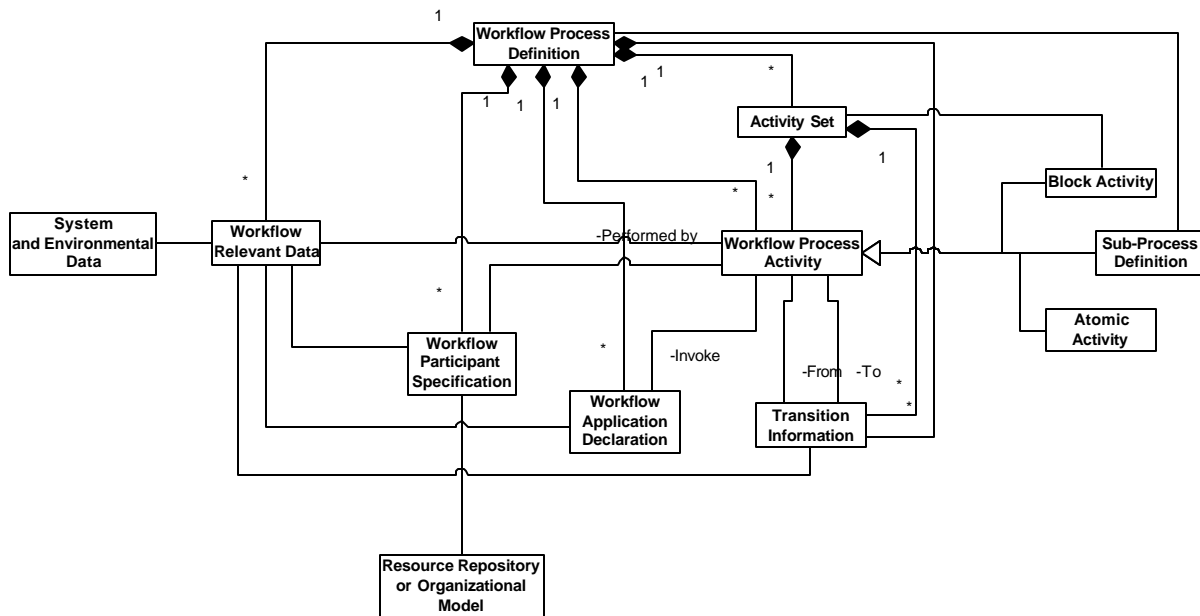 1
Workflow Process
Definition
1
1
*
1
1
1
Activity Set
1
1
Block Activity
*
*
*
System
and Environmental
Data
Workflow
Relevant Data
-Performed by
Workflow Process
Activity
Sub-Process
Definition
*
Atomic
Activity
Workflow
Participant
Specification
*
-Invoke
-From
-To
*
*
Workflow
Application
Declaration
Transition
Information
Resource Repository
or Organizational
Model